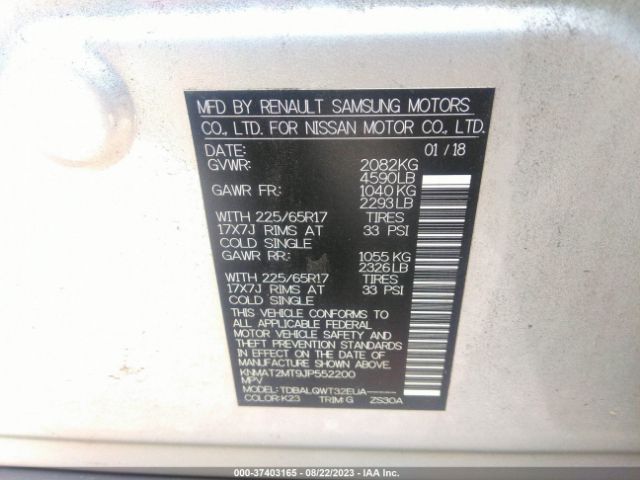 MFD BY RENAULT SAMSUNG MOTORS
CO., LTD. FOR NISSAN MOTOR CO., LTD.
DATE: 01 / 18
GVWR: 2082KG
4590LB
GAWR FR: 1040KG
2293LB
WITH 225/65R17 TIRES
17X7J RIMS AT 33 PSI
COLD SINGLE
GAWR RR: 1055 KG
2326LB
WITH 225/65R17 TIRES
17X7J RIMS AT 33 PSI
COLD SINGLE
THIS VEHICLE CONFORMS TO
ALL APPLICABLE FEDERAL
MOTOR VEHICLE SAFETY BUMPER,
AND THEFT PREVENTION STANDARDS
IN EFFECT ON THE DATE OF
MANUFACTURE SHOWN ABOVE.
KNMAT2MT9JP552200
MPV
MODEL: TDBALQWT32EUA-----
COLOR: K23 TRIM: G ZS30A
000-37403165 - 08/22/2023 - IAA Inc.